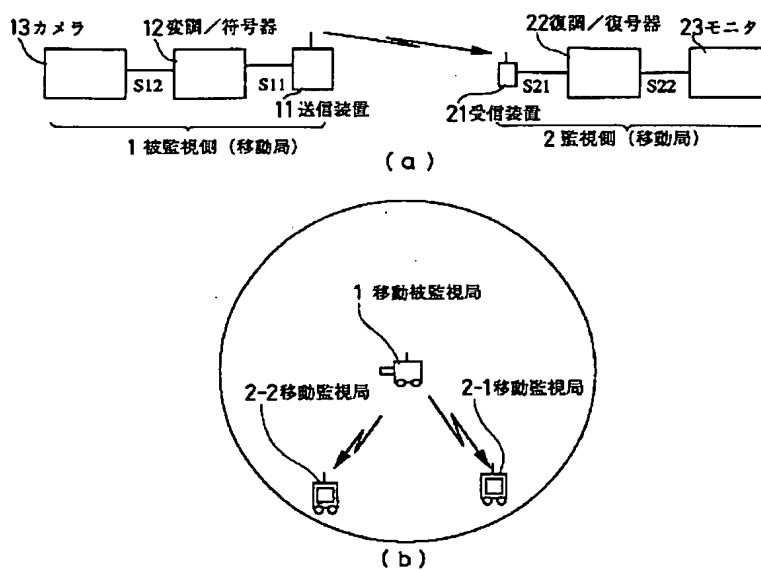 13カメラ
12変調/符号器
22復調/復号器
23モニタ
S12
S11
11送信装置
21受信装置
S21
S22
1 被監視側 (移動局)
2 監視側 (移動局)
(a)
1 移動被監視局
2-2移動監視局
2-1移動監視局
(b)